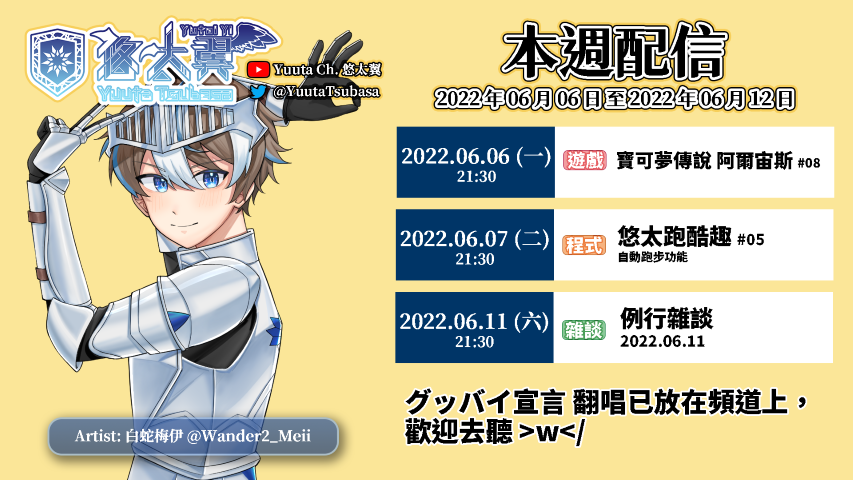 Yuutai Yi
悠太翼
Yuuta Tsubasa
Yuuta Ch. 悠太翼
@YuutaTsubasa
本週配信
2022年06月06日至2022年06月12日
2022.06.06 (一)
21:30
遊戲
寶可夢傳說 阿爾宙斯 #08
2022.06.07 (二)
21:30
程式
悠太跑酷趣 #05
自動跑步功能
2022.06.11 (六)
21:30
雜談
例行雜談
2022.06.11
グッバイ宣言 翻唱已放在頻道上，
歡迎去聽 >w</
Artist: 白蛇梅伊 @Wander2_Meii